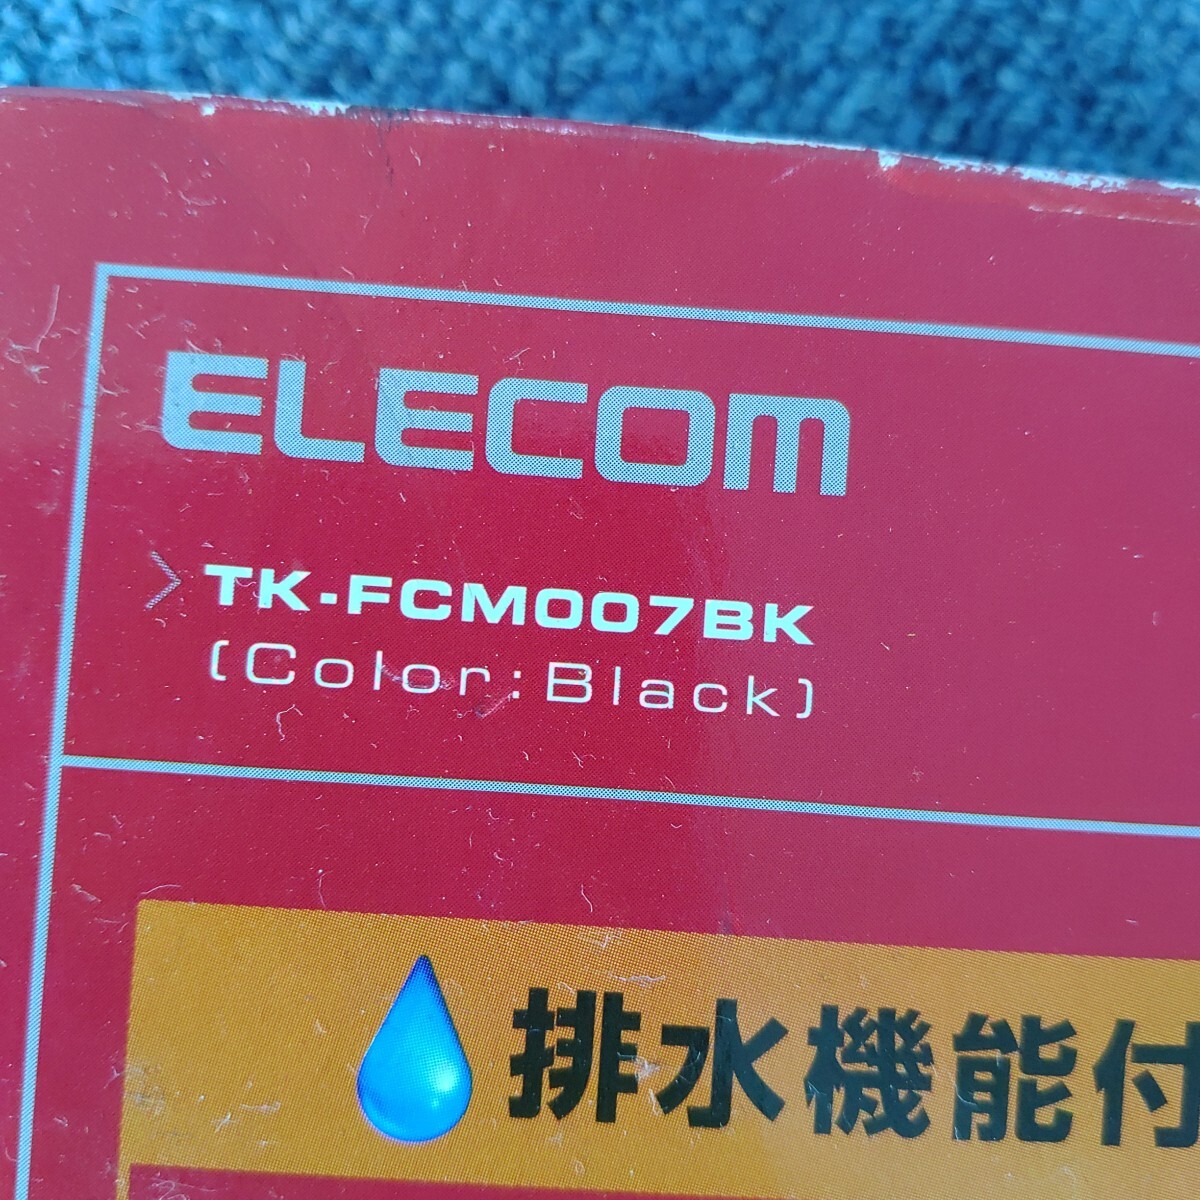 ELECOM
TK-FCM007BK
(Color:Black)
排水機能付